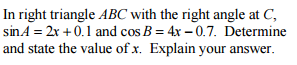 In right triangle ABC with the right angle at C,
sin A = 2x + 0.1 and cos B = 4x – 0.7. Determine
and state the value of x. Explain your answer.